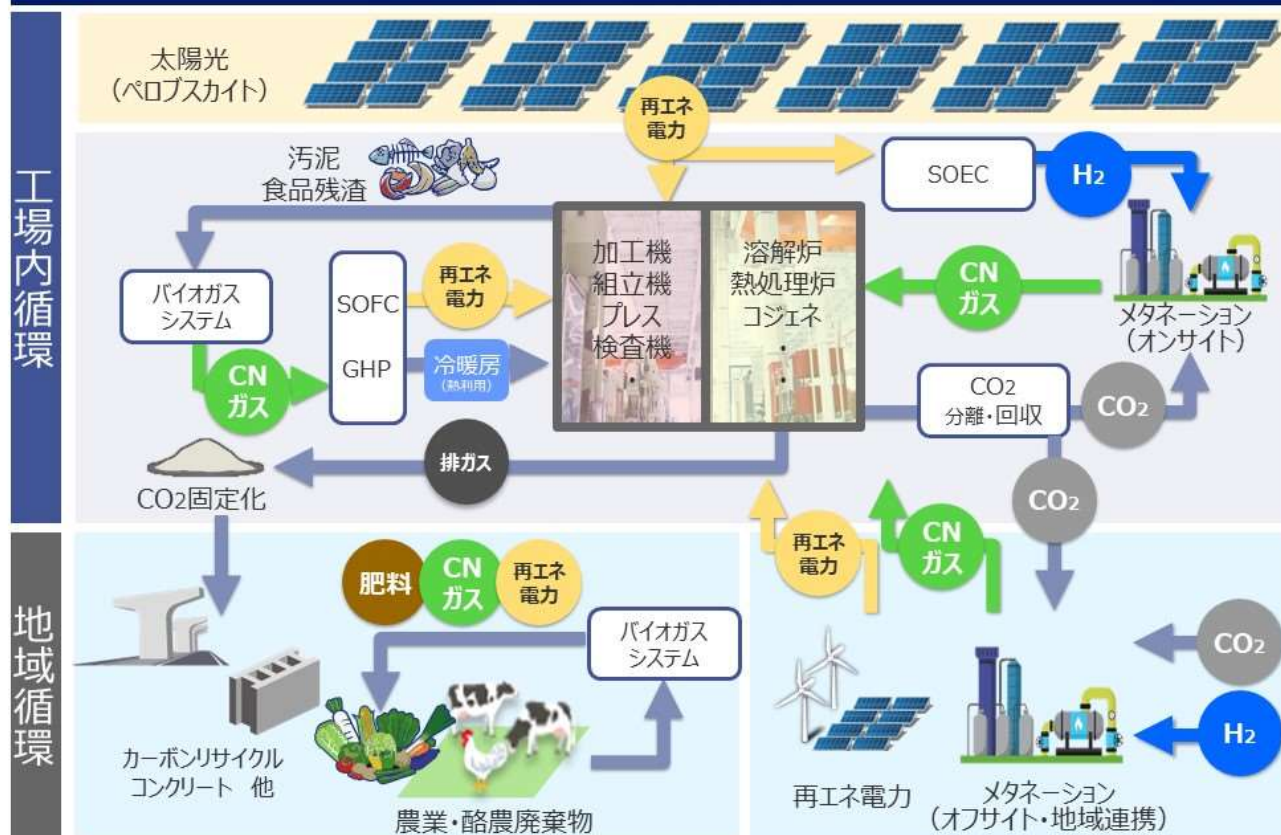 工場内循環
太陽光
(ペロブスカイト)
再エネ
電力
汚泥
食品残渣
SOEC
H2
バイオガス
システム
SOFC
GHP
再エネ
電力
冷暖房
(熱利用)
加工機
組立機
プレス
検査機
・
・
溶解炉
熱処理炉
コジェネ
・
・
CN
ガス
メタネーション
(オンサイト)
CN
ガス
CO2
分離・回収
CO2
排ガス
CO2固定化
CO2
地域循環
肥料
CN
ガス
再エネ
電力
バイオガス
システム
カーボンリサイクル
コンクリート 他
農業・酪農廃棄物
再エネ
電力
CN
ガス
CO2
H2
再エネ電力
メタネーション
(オフサイト・地域連携)